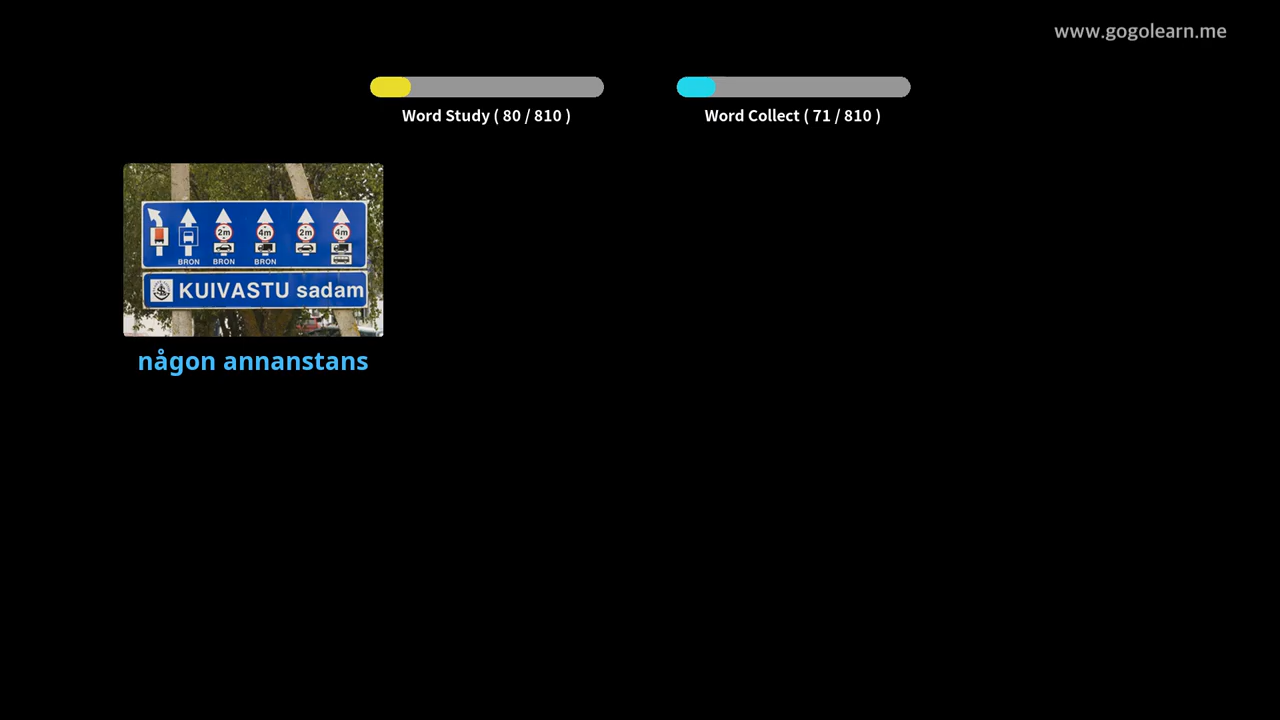 www.gogolearn.me
Word Study ( 80 / 810 )
Word Collect ( 71 / 810 )
2m 4m 2m 4m
BRON BRON BRON
KUIVASTU sadam
någon annanstans